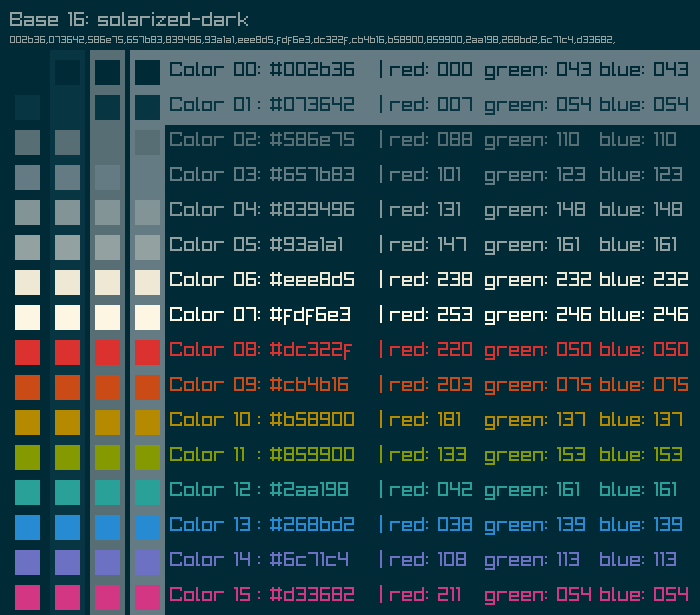 Base 16: solarized-dark
002b36,073642,586e75,657b83,839496,93a1a1,eee8d5,fdf6e3,dc322f,cb4b16,b58900,859900,2aa198,268bd2,6c71c4,d33682,
Color 00: #002b36 | red: 000 green: 043 blue: 043
Color 01 : #073642 | red: 007 green: 054 blue: 054
Color 02: #586e75 | red: 088 green: 110 blue: 110
Color 03: #657b83 | red: 101 green: 123 blue: 123
Color 04: #839496 | red: 131 green: 148 blue: 148
Color 05: #93a1a1 | red: 147 green: 161 blue: 161
Color 06: #eee8d5 | red: 238 green: 232 blue: 232
Color 07: #fdf6e3 | red: 253 green: 246 blue: 246
Color 08: #dc322f | red: 220 green: 050 blue: 050
Color 09: #cb4b16 | red: 203 green: 075 blue: 075
Color 10 : #b58900 | red: 181 green: 137 blue: 137
Color 11 : #859900 | red: 133 green: 153 blue: 153
Color 12 : #2aa198 | red: 042 green: 161 blue: 161
Color 13 : #268bd2 | red: 038 green: 139 blue: 139
Color 14 : #6c71c4 | red: 108 green: 113 blue: 113
Color 15 : #d33682 | red: 211 green: 054 blue: 054